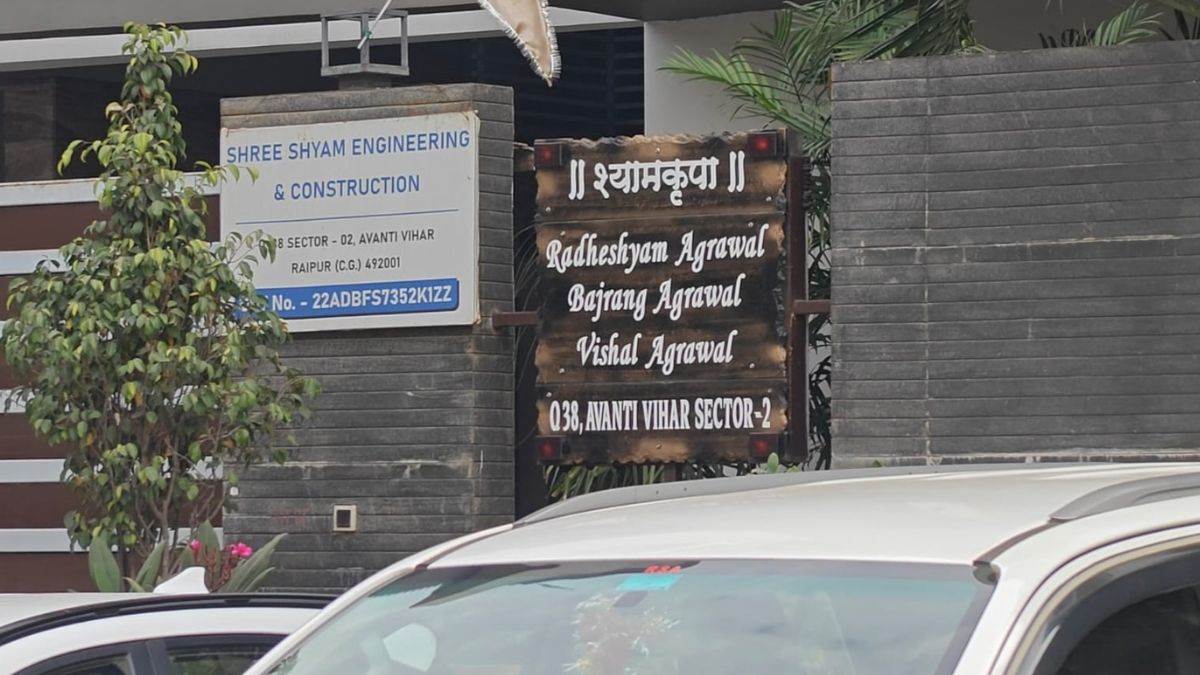 SHREE SHYAM ENGINEERING
& CONSTRUCTION
38 SECTOR - 02, AVANTI VIHAR
RAIPUR (C.G.) 492001
No. - 22ADBFS7352K1ZZ
|| श्यामकृपा ||
Radheshyam Agrawal
Bajrang Agrawal
Vishal Agrawal
Q 38, AVANTI VIHAR SECTOR-2